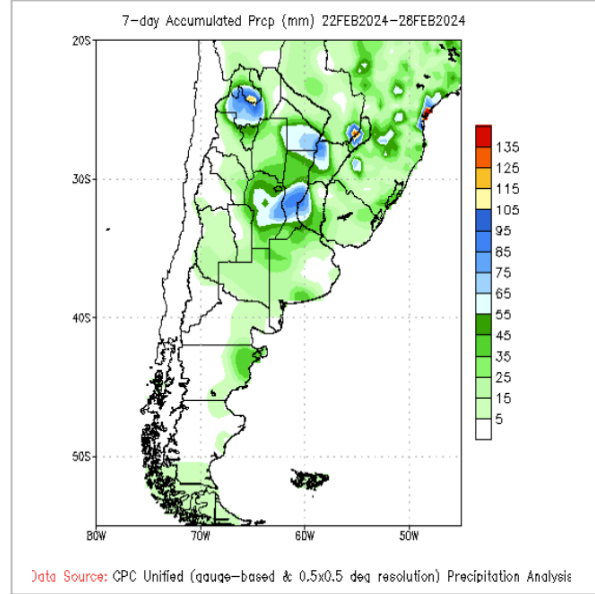 7-day Accumulated Prcp (mm) 22FEB2024-28FEB2024
20S
30S
40S
50S
80W
70W
60W
50W
135
125
115
105
95
85
75
65
55
45
35
25
15
5
Data Source: CPC Unified (gauge-based & 0.5x0.5 deg resolution) Precipitation Analysis